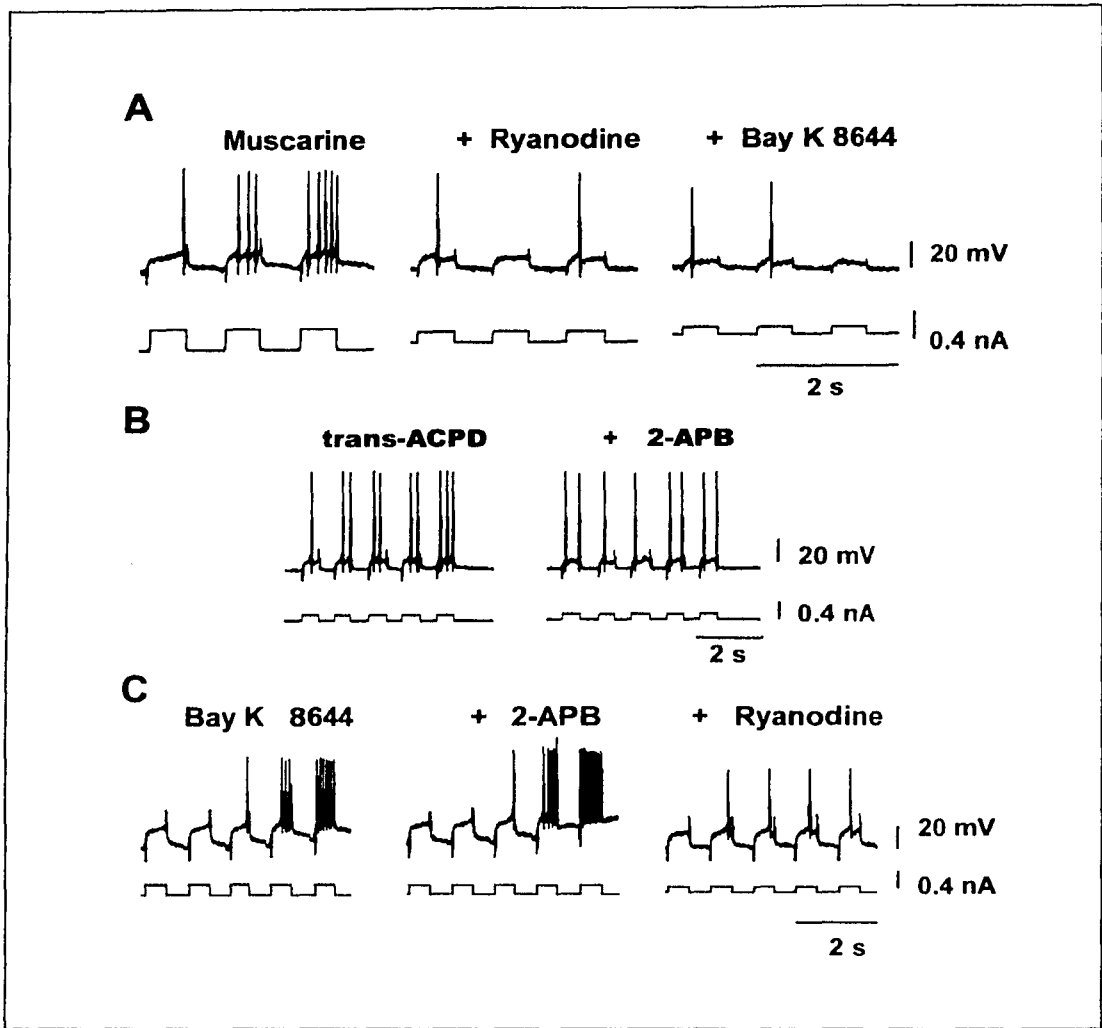 A
Muscarine + Ryanodine + Bay K 8644
20 mV
0.4 nA
2 s
B
trans-ACPD + 2-APB
20 mV
0.4 nA
2 s
C
Bay K 8644 + 2-APB + Ryanodine
20 mV
0.4 nA
2 s